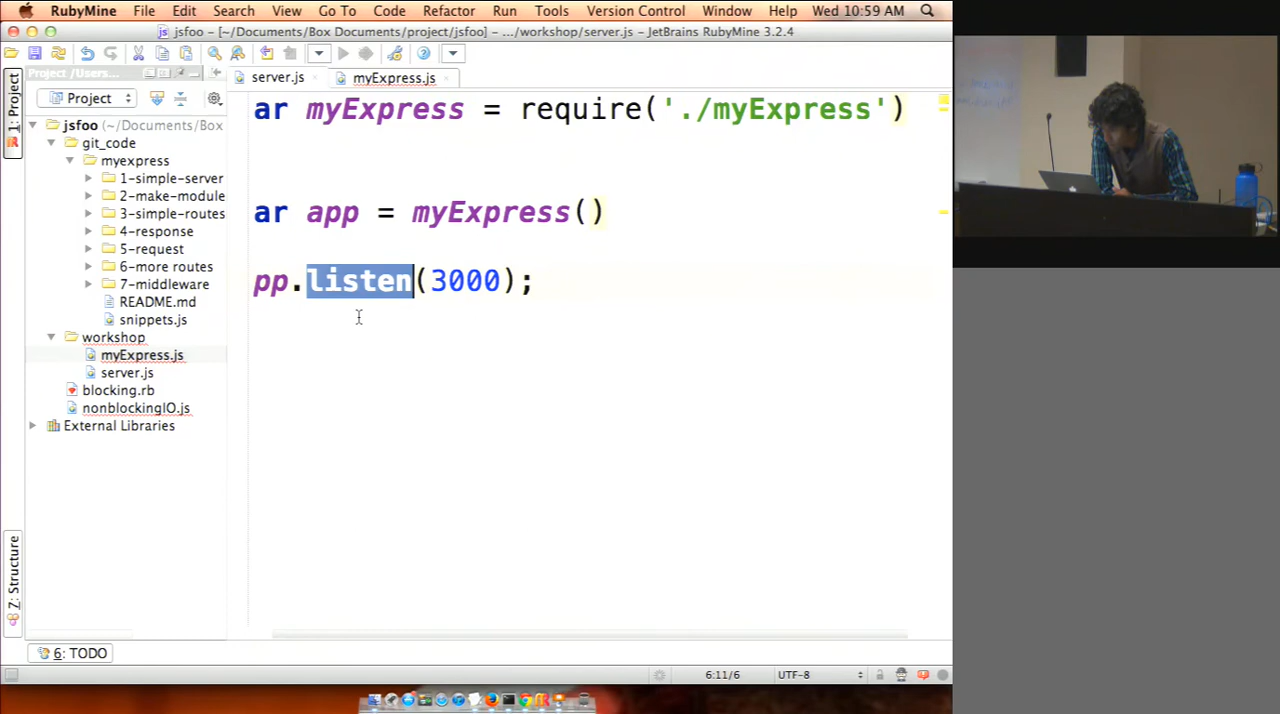 RubyMine File Edit Search View Go To Code Refactor Run Tools Version Control Window Help Wed 10:59 AM
jsfoo - [~/Documents/Box Documents/project/jsfoo] - .../workshop/server.js - JetBrains RubyMine 3.2.4
Project /Users...
server.js
myExpress.js
1: Project
Project
jsfoo (~/Documents/Box
git_code
myexpress
1-simple-server
2-make-module
3-simple-routes
4-response
5-request
6-more routes
7-middleware
README.md
snippets.js
workshop
myExpress.js
server.js
blocking.rb
nonblockingIO.js
External Libraries
7: Structure
ar myExpress = require('./myExpress')
ar app = myExpress()
pp.listen(3000);
6: TODO
6:11/6
UTF-8